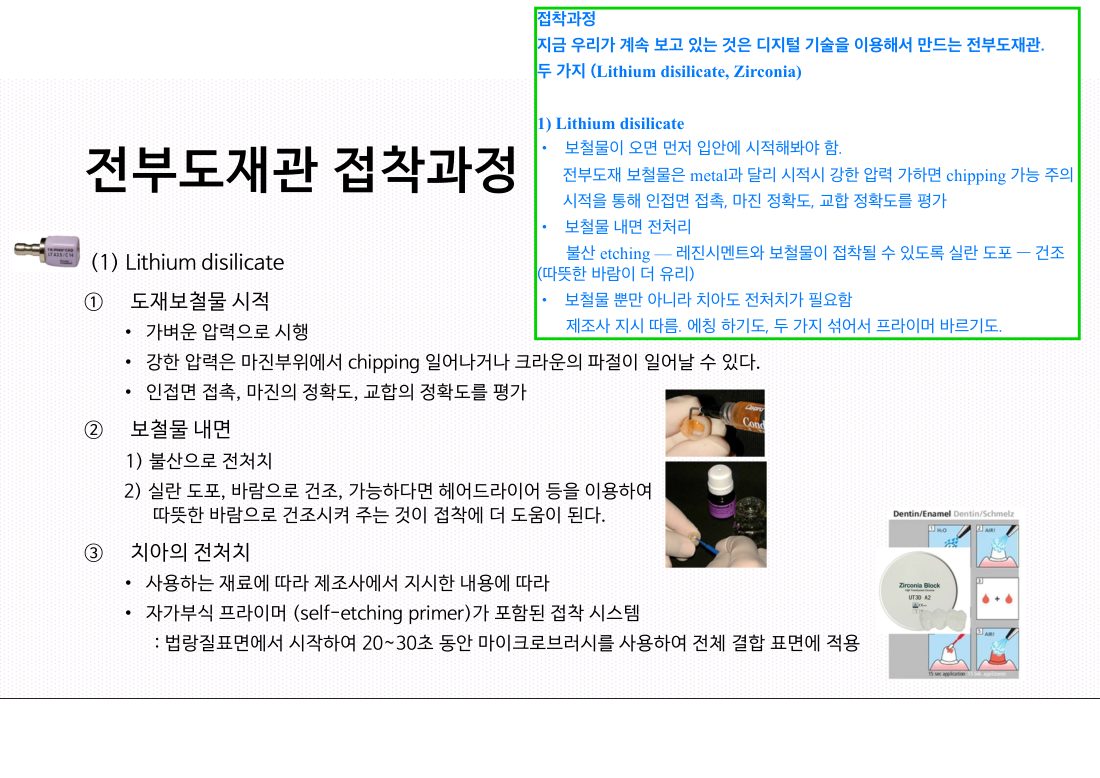 접착과정
지금 우리가 계속 보고 있는 것은 디지털 기술을 이용해서 만드는 전부도재관.
두 가지 (Lithium disilicate, Zirconia)
1) Lithium disilicate
• 보철물이 오면 먼저 입안에 시적해봐야 함.
전부도재 보철물은 metal과 달리 시적시 강한 압력 가하면 chipping 가능 주의
시적을 통해 인접면 접촉, 마진 정확도, 교합 정확도를 평가
• 보철물 내면 전처리
불산 etching — 레진시멘트와 보철물이 접착될 수 있도록 실란 도포 — 건조
(따뜻한 바람이 더 유리)
• 보철물 뿐만 아니라 치아도 전처치가 필요함
제조사 지시 따름. 에칭 하기도, 두 가지 섞어서 프라이머 바르기도.
전부도재관 접착과정
(1) Lithium disilicate
① 도재보철물 시적
• 가벼운 압력으로 시행
• 강한 압력은 마진부위에서 chipping 일어나거나 크라운의 파절이 일어날 수 있다.
• 인접면 접촉, 마진의 정확도, 교합의 정확도를 평가
② 보철물 내면
1) 불산으로 전처치
2) 실란 도포, 바람으로 건조, 가능하다면 헤어드라이어 등을 이용하여
따뜻한 바람으로 건조시켜 주는 것이 접착에 더 도움이 된다.
③ 치아의 전처치
• 사용하는 재료에 따라 제조사에서 지시한 내용에 따라
• 자가부식 프라이머 (self-etching primer)가 포함된 접착 시스템
: 법랑질표면에서 시작하여 20~30초 동안 마이크로브러시를 사용하여 전체 결합 표면에 적용
Dentin/Enamel Dentin/Schmelz
1 H₂O
2 AIR!
Zirconia Block
UT3D A2
3
+
5 AIR!
15 sec application